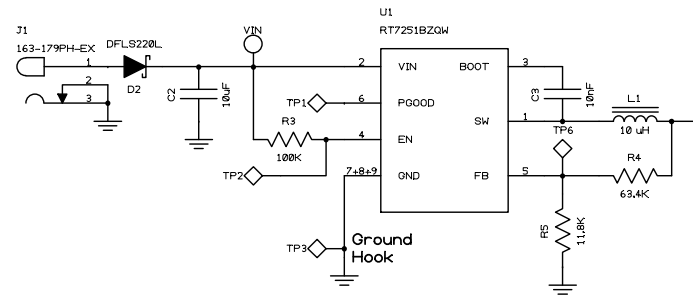 J1
163-179PH-EX
1
2
3
DFLS220L
D2
C2
10uF
VIN
TP1
R3
100K
TP2
TP3
Ground
Hook
U1
RT7251BZQW
2
VIN
6
PGOOD
4
EN
7+8+9
GND
BOOT
3
SW
1
FB
5
C3
10nF
L1
10 uH
TP6
R4
63.4K
R5
11.8K